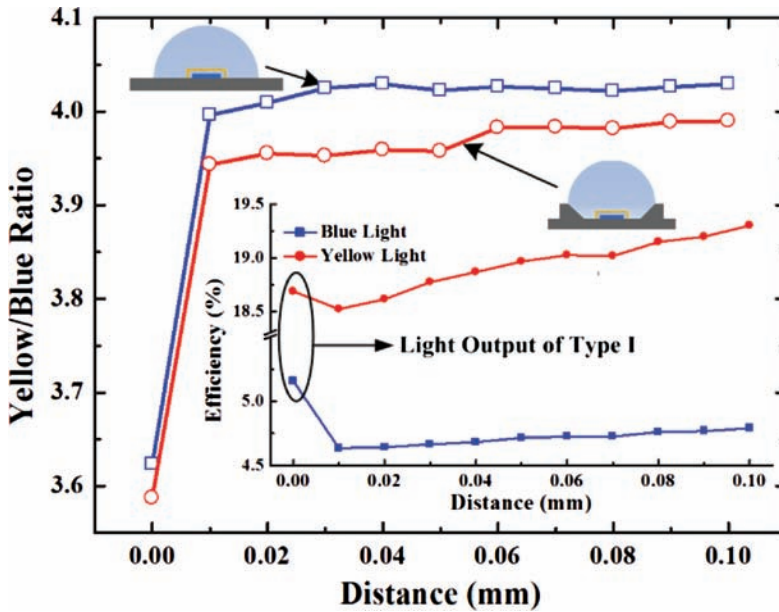 4.1
4.0
3.9
3.8
3.7
3.6
Yellow/Blue Ratio
19.5
19.0
18.5
5.0
4.5
Efficiency (%)
Blue Light
Yellow Light
Light Output of Type I
0.00 0.02 0.04 0.06 0.08 0.10
Distance (mm)
0.00 0.02 0.04 0.06 0.08 0.10
Distance (mm)